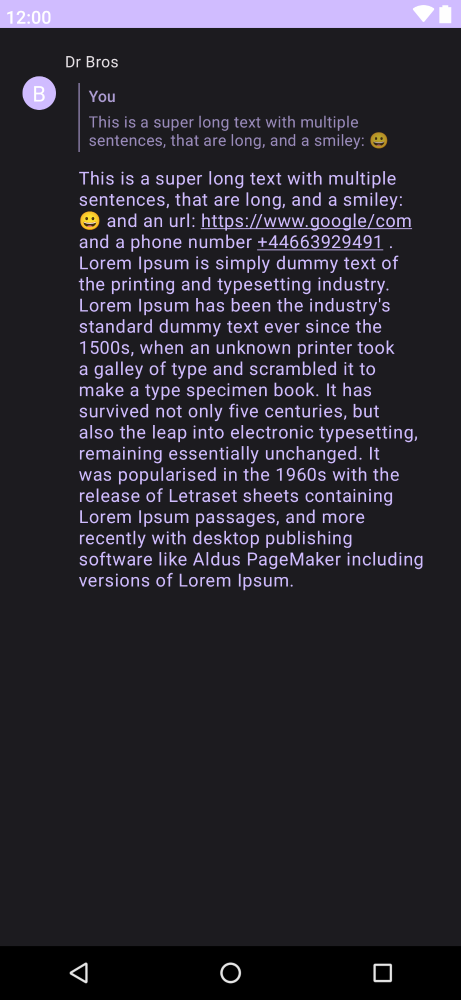 12:00
Dr Bros
B
You
This is a super long text with multiple
sentences, that are long, and a smiley: 😀
This is a super long text with multiple
sentences, that are long, and a smiley:
😀 and an url: https://www.google/com
and a phone number +44663929491 .
Lorem Ipsum is simply dummy text of
the printing and typesetting industry.
Lorem Ipsum has been the industry's
standard dummy text ever since the
1500s, when an unknown printer took
a galley of type and scrambled it to
make a type specimen book. It has
survived not only five centuries, but
also the leap into electronic typesetting,
remaining essentially unchanged. It
was popularised in the 1960s with the
release of Letraset sheets containing
Lorem Ipsum passages, and more
recently with desktop publishing
software like Aldus PageMaker including
versions of Lorem Ipsum.